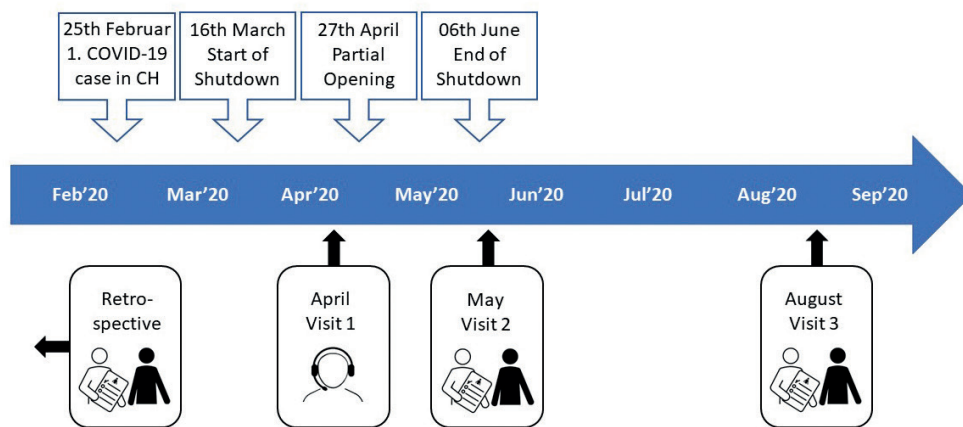 25th Februar
1. COVID-19
case in CH
16th March
Start of
Shutdown
27th April
Partial
Opening
06th June
End of
Shutdown
Feb’20 Mar’20 Apr’20 May’20 Jun’20 Jul’20 Aug’20 Sep’20
Retro-
spective
April
Visit 1
May
Visit 2
August
Visit 3